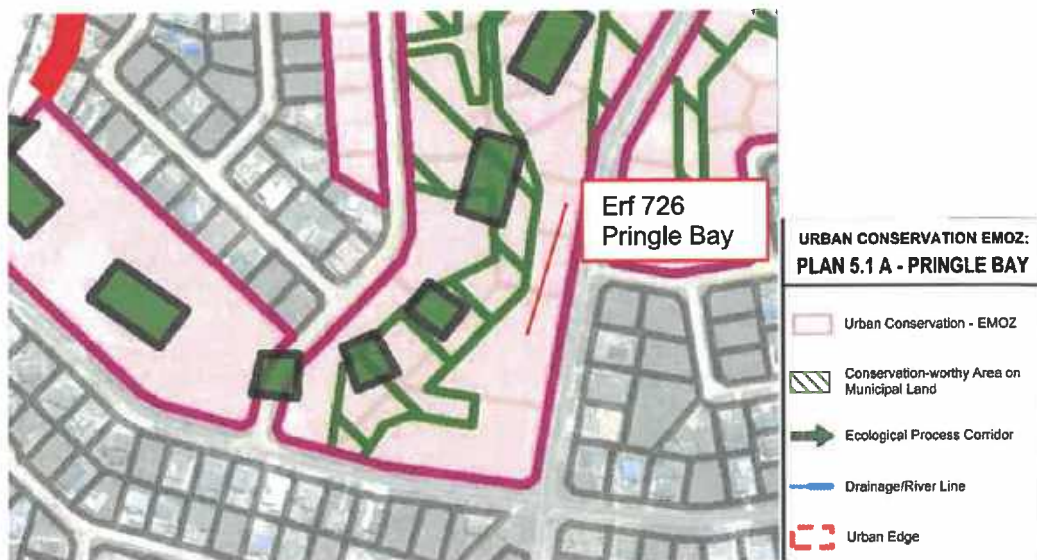 Erf 726
Pringle Bay
URBAN CONSERVATION EMOZ:
PLAN 5.1 A - PRINGLE BAY
Urban Conservation - EMOZ
Conservation-worthy Area on
Municipal Land
Ecological Process Corridor
Drainage/River Line
Urban Edge